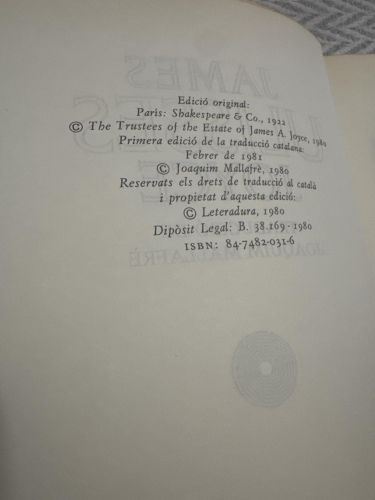 Edició original:
París: Shakespeare & Co., 1922
© The Trustees of the Estate of James A. Joyce, 1980
Primera edició de la traducció catalana:
Febrer de 1981
© Joaquim Mallafrè, 1980
Reservats els drets de traducció al català
i propietat d'aquesta edició:
© Leteradura, 1980
Dipòsit Legal: B. 38.169-1980
ISBN: 84-7482-031-6